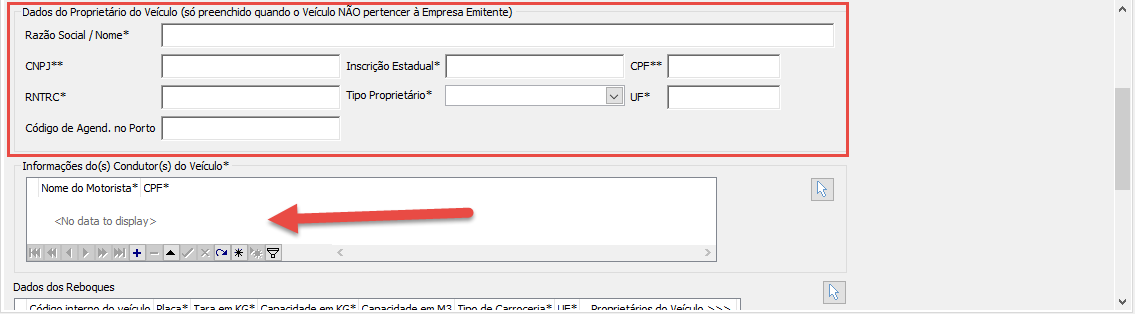 Dados do Proprietário do Veículo (só preenchido quando o Veículo NÃO pertencer à Empresa Emitente)
Razão Social / Nome*
CNPJ** Inscrição Estadual* CPF**
RNTRC* Tipo Proprietário* UF*
Código de Agend. no Porto
Informações do(s) Condutor(s) do Veículo*
Nome do Motorista* CPF*
<No data to display>
Dados dos Reboques
Código interno do veículo Placa* Tara em KG* Capacidade em KG* Capacidade em M3 Tipo de Carroceria* UF* Proprietários do Veículo >>>